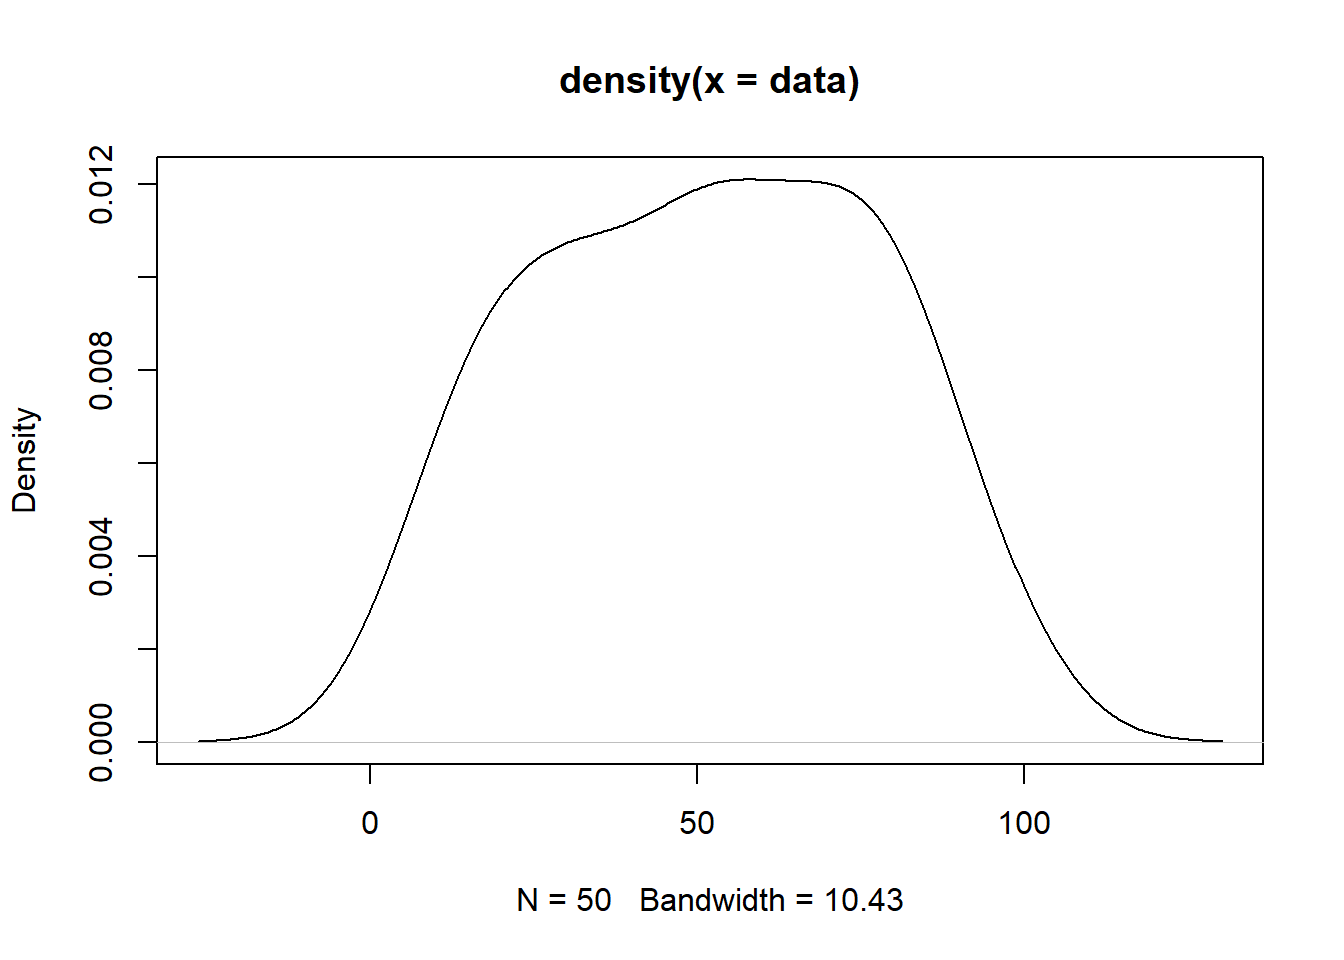 density(x = data)
Density
0.012
0.008
0.004
0.000
0 50 100
N = 50 Bandwidth = 10.43